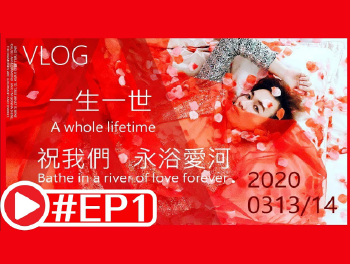 VLOG
一生一世
A whole lifetime
祝我們 永浴愛河
Bathe in a river of love forever
2020
0313/14
#EP1